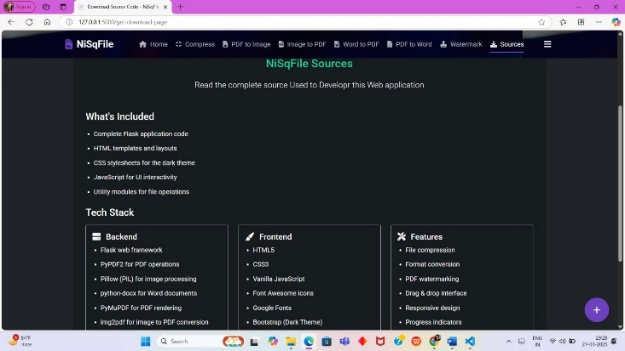 Download Source Code - NiSqF
127.0.0.1:5000/get-download-page
NiSqFile
Home
Compress
PDF to Image
Image to PDF
Word to PDF
PDF to Word
Watermark
Sources
NiSqFile Sources
Read the complete source Used to Developr this Web application
What's Included
• Complete Flask application code
• HTML templates and layouts
• CSS stylesheets for the dark theme
• JavaScript for UI interactivity
• Utility modules for file operations
Tech Stack
Backend
• Flask web framework
• PyPDF2 for PDF operations
• Pillow (PIL) for image processing
• python-docx for Word documents
• PyMuPDF for PDF rendering
• img2pdf for image to PDF conversion
Frontend
• HTML5
• CSS3
• Vanilla JavaScript
• Font Awesome icons
• Google Fonts
• Bootstrap (Dark Theme)
Features
• File compression
• Format conversion
• PDF watermarking
• Drag & drop interface
• Responsive design
• Progress indicators
Haze
Search
ENG
IN